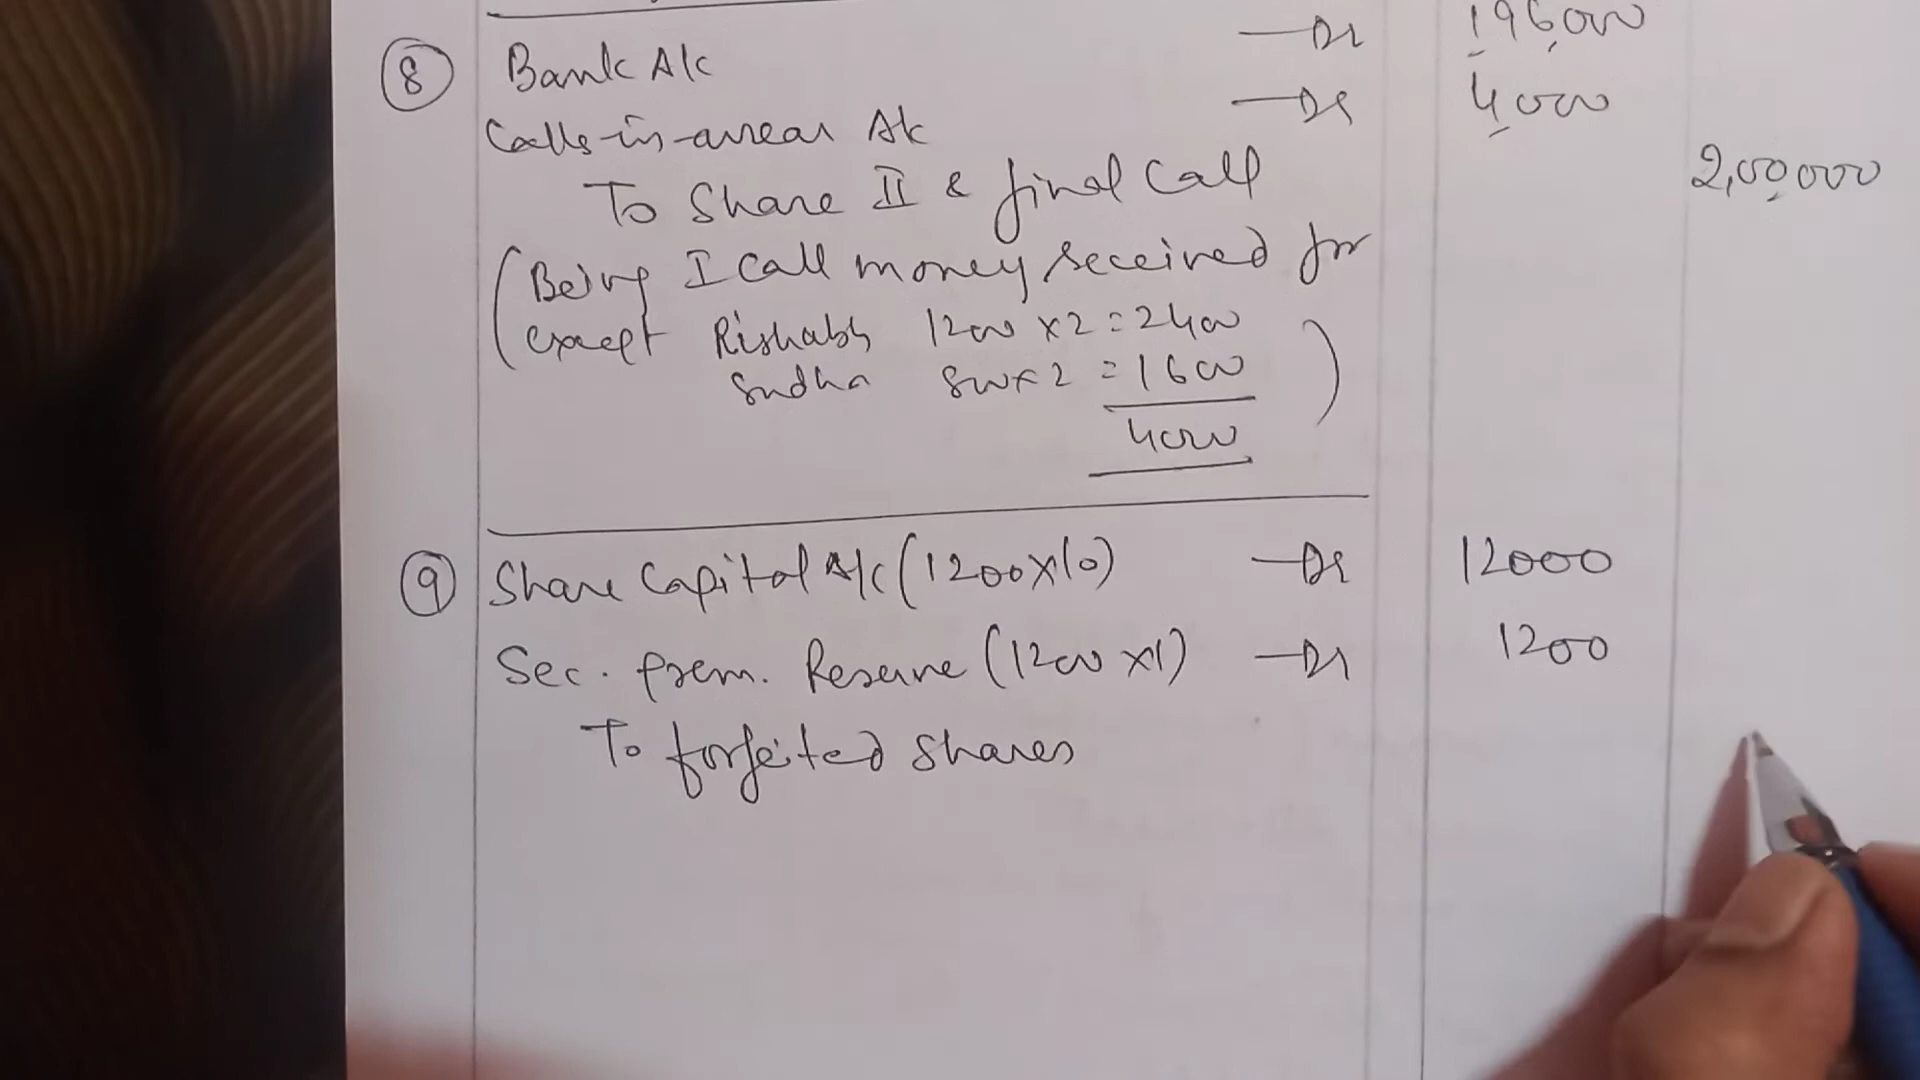 8 Bank A/c —Dr 196,000
Calls-in-arrear A/c —Dr 4000
To Share II & final Call 2,00,000
(Being I call money received for
except Rishabh 1200 x 2 = 2400
Sudha 800 x 2 = 1600)
4000
9 Share Capital A/c (1200x10) —Dr 12000
Sec. prem. Reserve (1200 x1) —Dr 1200
To forfeited shares